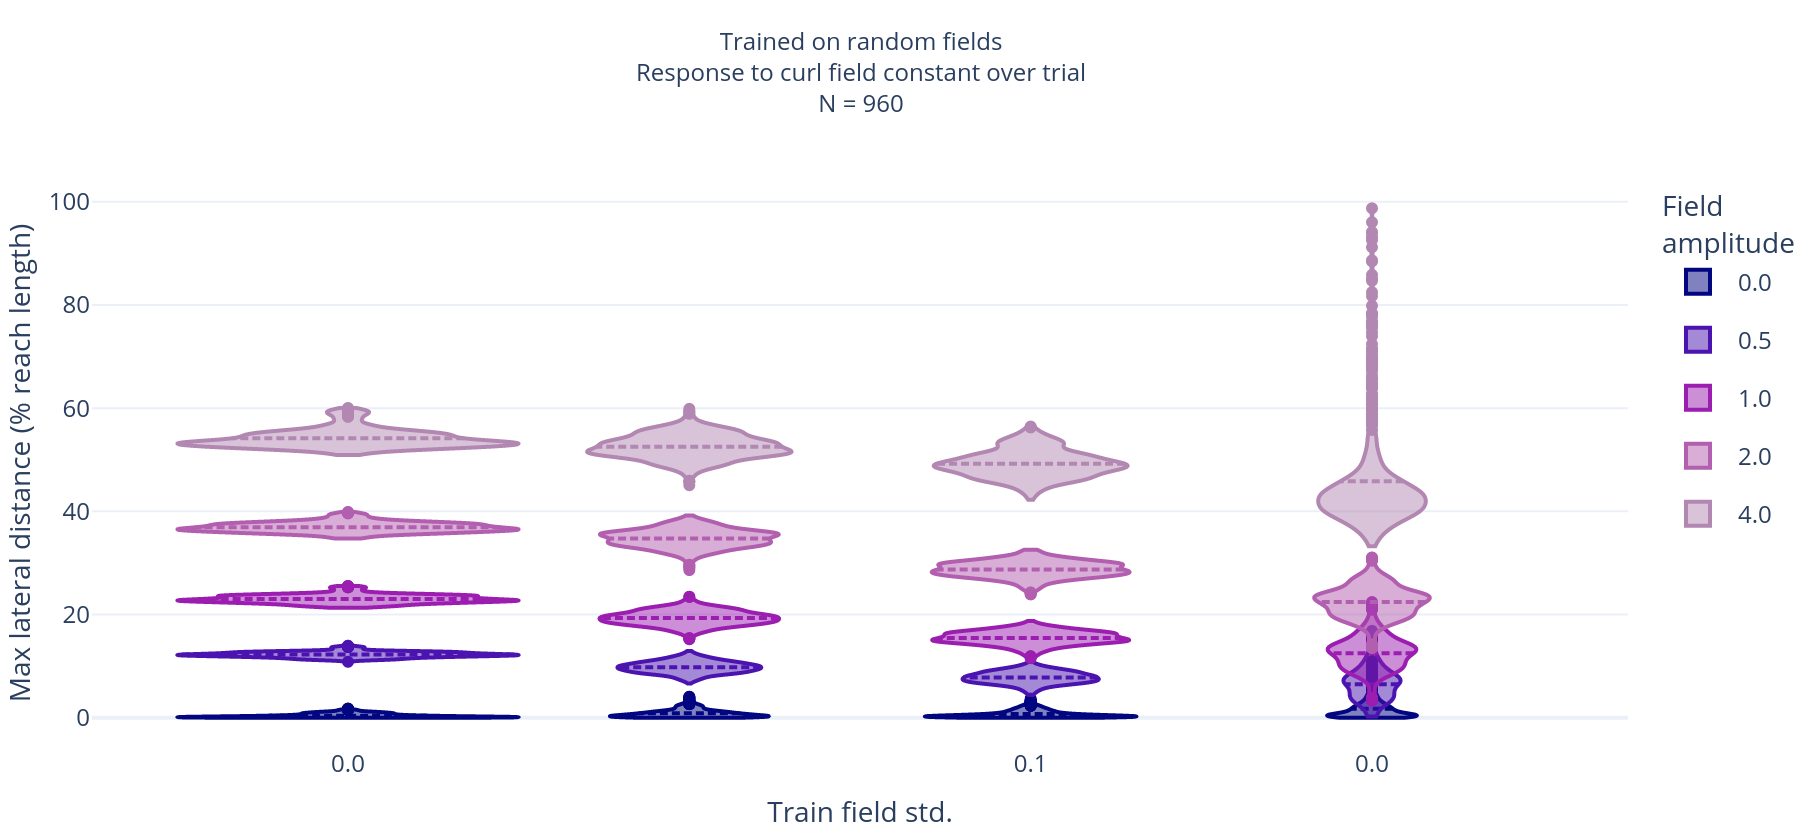 Trained on random fields
Response to curl field constant over trial
N = 960
Max lateral distance (% reach length)
100
80
60
40
20
0
0.0
0.1
0.0
Train field std.
Field
amplitude
0.0
0.5
1.0
2.0
4.0